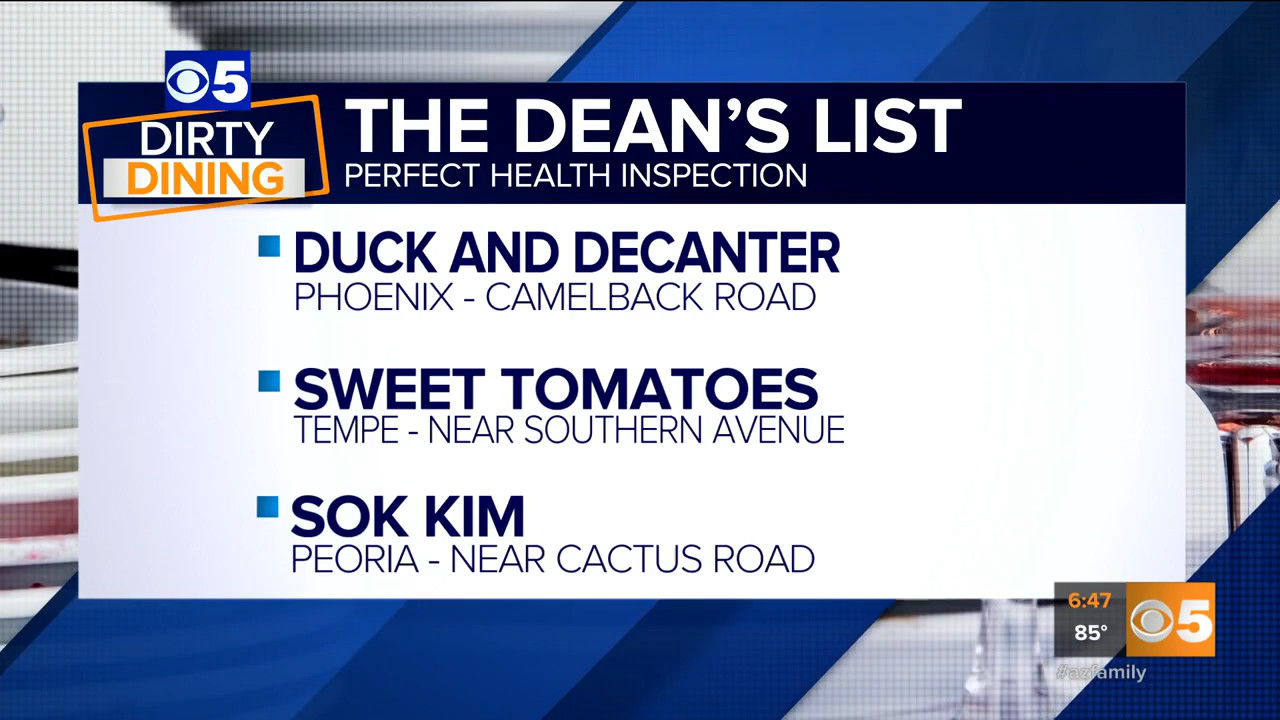 5
DIRTY
DINING
THE DEAN'S LIST
PERFECT HEALTH INSPECTION
DUCK AND DECANTER
PHOENIX - CAMELBACK ROAD
SWEET TOMATOES
TEMPE - NEAR SOUTHERN AVENUE
SOK KIM
PEORIA - NEAR CACTUS ROAD
6:47
85°
5
#azfamily